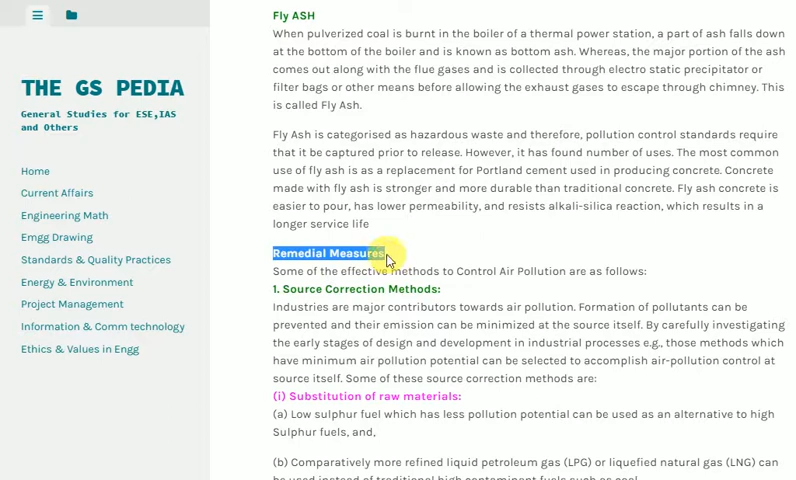 THE GS PEDIA
General Studies for ESE,IAS
and Others
Home
Current Affairs
Engineering Math
Emgg Drawing
Standards & Quality Practices
Energy & Environment
Project Management
Information & Comm technology
Ethics & Values in Engg
Fly ASH
When pulverized coal is burnt in the boiler of a thermal power station, a part of ash falls down
at the bottom of the boiler and is known as bottom ash. Whereas, the major portion of the ash
comes out along with the flue gases and is collected through electro static precipitator or
filter bags or other means before allowing the exhaust gases to escape through chimney. This
is called Fly Ash.
Fly Ash is categorised as hazardous waste and therefore, pollution control standards require
that it be captured prior to release. However, it has found number of uses. The most common
use of fly ash is as a replacement for Portland cement used in producing concrete. Concrete
made with fly ash is stronger and more durable than traditional concrete. Fly ash concrete is
easier to pour, has lower permeability, and resists alkali-silica reaction, which results in a
longer service life
Remedial Measures
Some of the effective methods to Control Air Pollution are as follows:
1. Source Correction Methods:
Industries are major contributors towards air pollution. Formation of pollutants can be
prevented and their emission can be minimized at the source itself. By carefully investigating
the early stages of design and development in industrial processes e.g., those methods which
have minimum air pollution potential can be selected to accomplish air-pollution control at
source itself. Some of these source correction methods are:
(i) Substitution of raw materials:
(a) Low sulphur fuel which has less pollution potential can be used as an alternative to high
Sulphur fuels, and,
(b) Comparatively more refined liquid petroleum gas (LPG) or liquefied natural gas (LNG) can
be used instead of traditional high contaminant fuels such as coal.